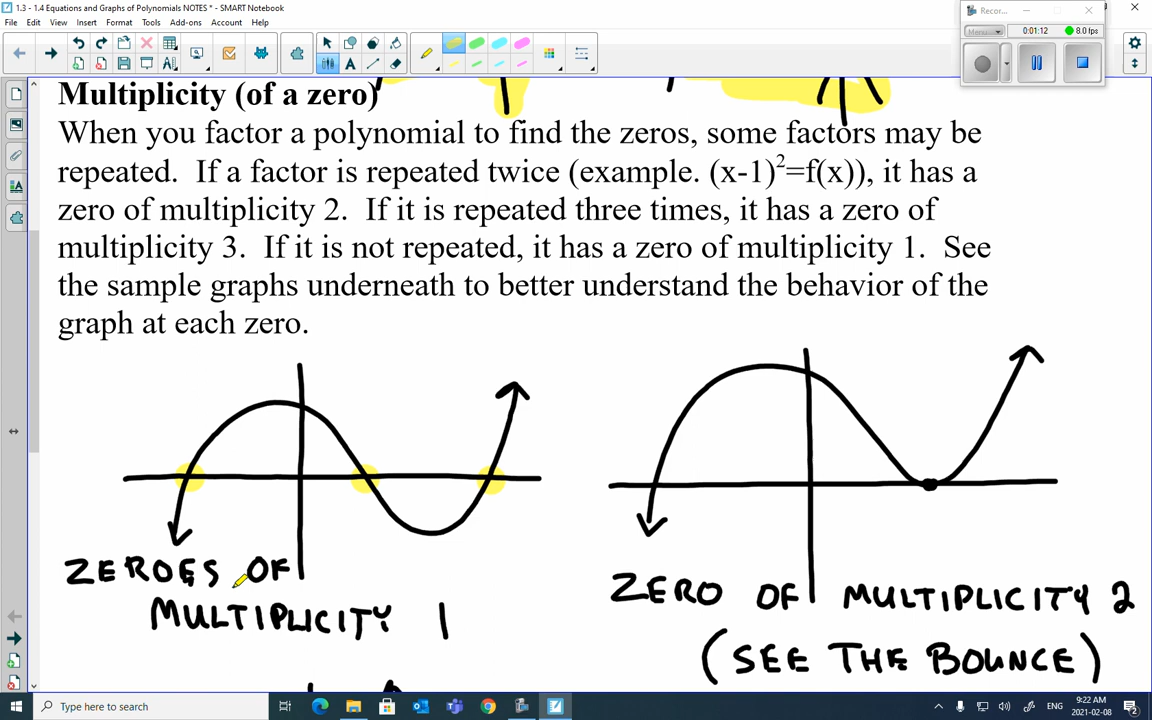 1.3 - 1.4 Equations and Graphs of Polynomials NOTES * - SMART Notebook
Recor...
File Edit View Insert Format Tools Add-ons Account Help
Menu
0:01:12
8.0 fps
Multiplicity (of a zero)
When you factor a polynomial to find the zeros, some factors may be
repeated. If a factor is repeated twice (example. (x-1)²=f(x)), it has a
zero of multiplicity 2. If it is repeated three times, it has a zero of
multiplicity 3. If it is not repeated, it has a zero of multiplicity 1. See
the sample graphs underneath to better understand the behavior of the
graph at each zero.
ZEROES OF
MULTIPLICITY 1
ZERO OF MULTIPLICITY 2
(SEE THE BOUNCE)
Type here to search
ENG
9:22 AM
2021-02-08
2